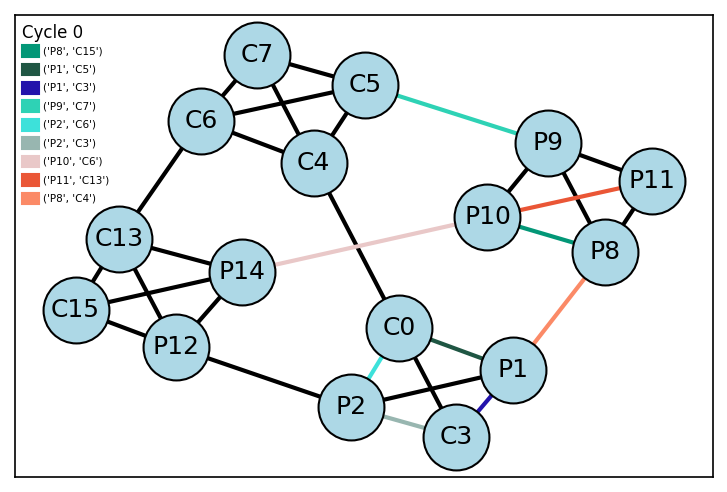 Cycle 0
('P8', 'C15')
('P1', 'C5')
('P1', 'C3')
('P9', 'C7')
('P2', 'C6')
('P2', 'C3')
('P10', 'C6')
('P11', 'C13')
('P8', 'C4')
C7
C5
C6
C4
P9
P11
P10
P8
C13
P14
C15
P12
C0
P1
P2
C3